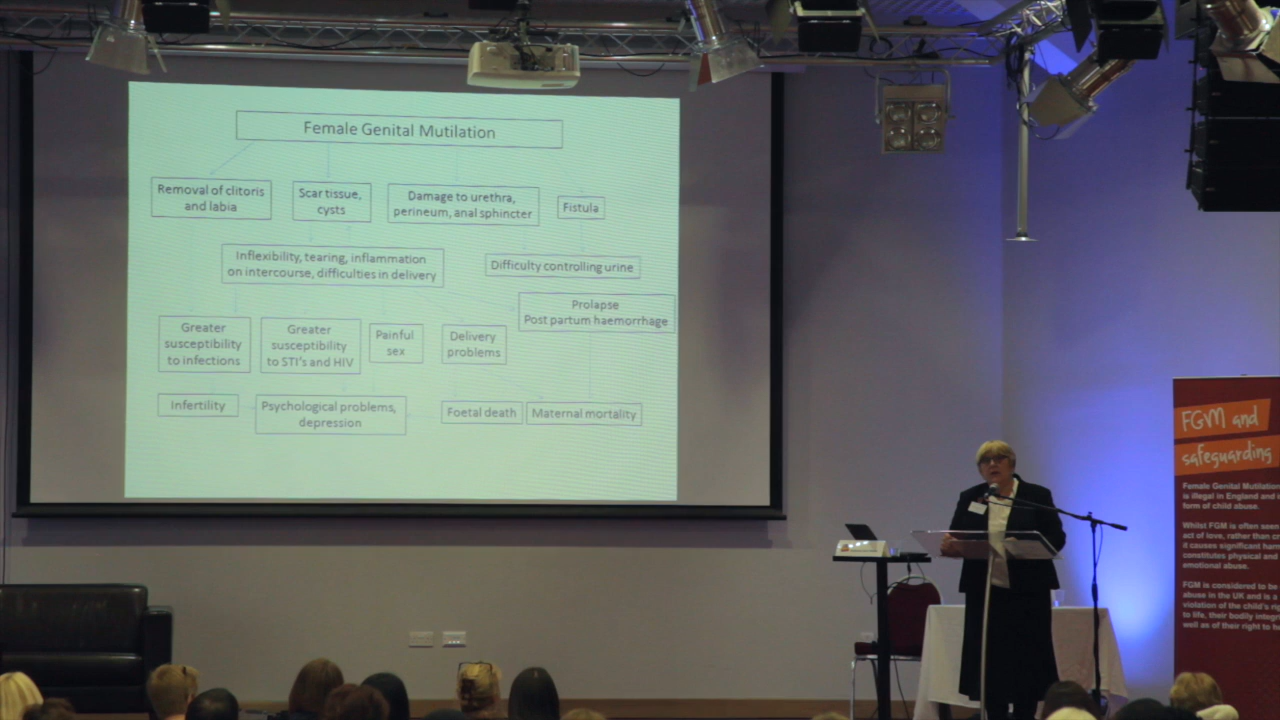 Female Genital Mutilation
Removal of clitoris
and labia
Scar tissue,
cysts
Damage to urethra,
perineum, anal sphincter
Fistula
Inflexibility, tearing, inflammation
on intercourse, difficulties in delivery
Difficulty controlling urine
Prolapse
Post partum haemorrhage
Greater
susceptibility
to infections
Greater
susceptibility
to STI's and HIV
Painful
sex
Delivery
problems
Infertility
Psychological problems,
depression
Foetal death
Maternal mortality
FGM and
safeguarding
Female Genital Mutilation
is illegal in England and
form of child abuse.
Whilst FGM is often seen
act of love, rather than
it causes significant
constitutes physical and
emotional abuse.
FGM is considered to be
abuse in the UK and is a
violation of the child's
to life, their bodily
well as of their right to